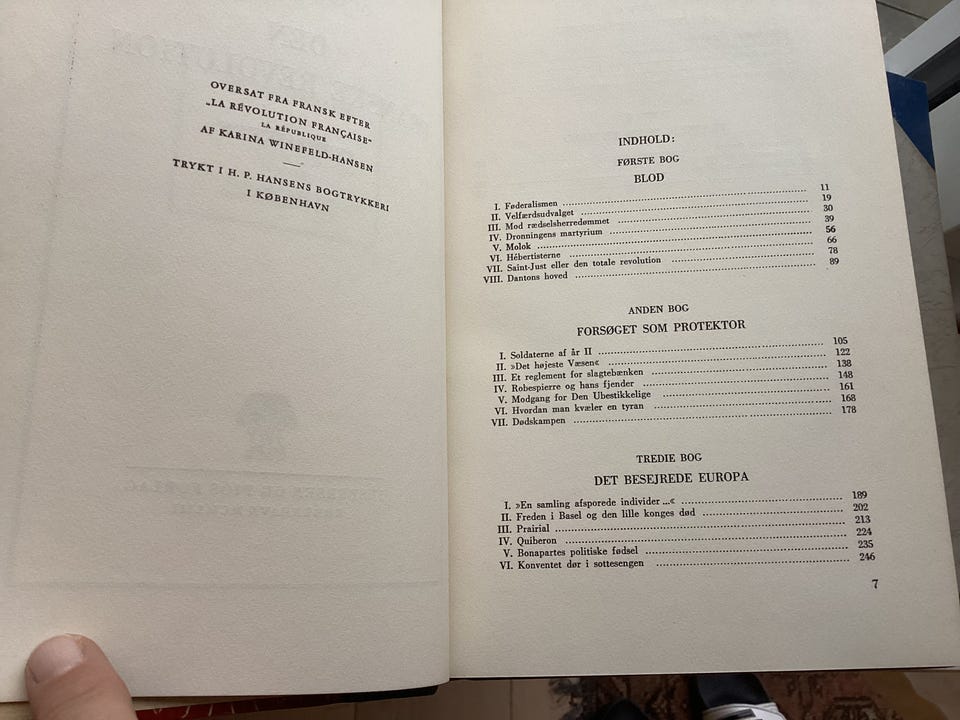 OVERSAT FRA FRANSK EFTER
„LA RÉVOLUTION FRANÇAISE"
LA RÉPUBLIQUE
AF KARINA WINEFELD-HANSEN
TRYKT I H. P. HANSENS BOGTRYKKERI
I KØBENHAVN
INDHOLD:
FØRSTE BOG
BLOD
I. Føderalismen 11
II. Velfærdsudvalget 19
III. Mod rædselsherredømmet 30
IV. Dronningens martyrium 39
V. Molok 56
VI. Hébertisterne 66
VII. Saint-Just eller den totale revolution 78
VIII. Dantons hoved 89
ANDEN BOG
FORSØGET SOM PROTEKTOR
I. Soldaterne af år II 105
II. »Det højeste Væsen« 122
III. Et reglement for slagtebænken 138
IV. Robespierre og hans fjender 148
V. Modgang for Den Ubestikkelige 161
VI. Hvordan man kvæler en tyran 168
VII. Dødskampen 178
TREDIE BOG
DET BESEJREDE EUROPA
I. »En samling afsporede individer ...« 189
II. Freden i Basel og den lille konges død 202
III. Prairial 213
IV. Quiberon 224
V. Bonapartes politiske fødsel 235
VI. Konventet dør i sottesengen 246
7